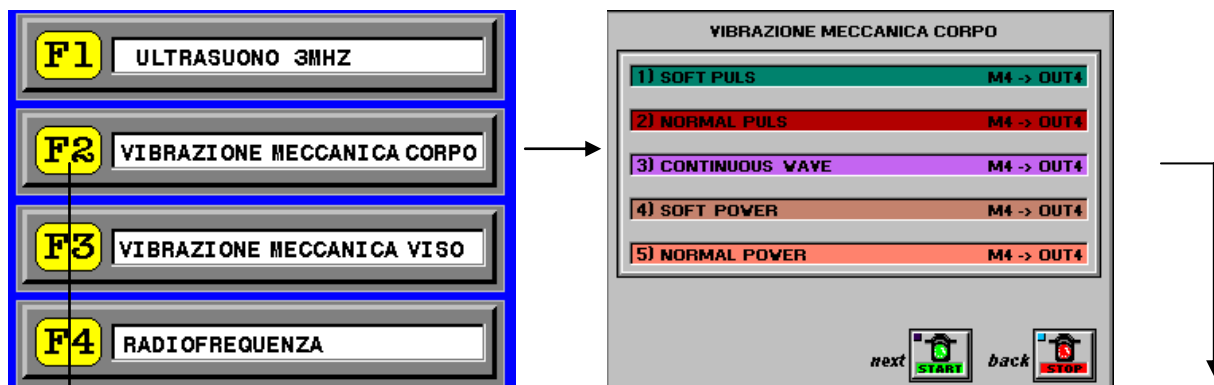 F1 ULTRASUONO 3MHZ
F2 VIBRAZIONE MECCANICA CORPO
F3 VIBRAZIONE MECCANICA VISO
F4 RADIOFREQUENZA
VIBRAZIONE MECCANICA CORPO
1) SOFT PULS M4 -> OUT4
2) NORMAL PULS M4 -> OUT4
3) CONTINUOUS WAVE M4 -> OUT4
4) SOFT POWER M4 -> OUT4
5) NORMAL POWER M4 -> OUT4
next START back STOP